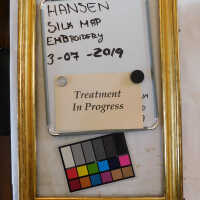 HANSEN
SILK MAP
EMBROIDERY
3-07-2019
Treatment
In Progress